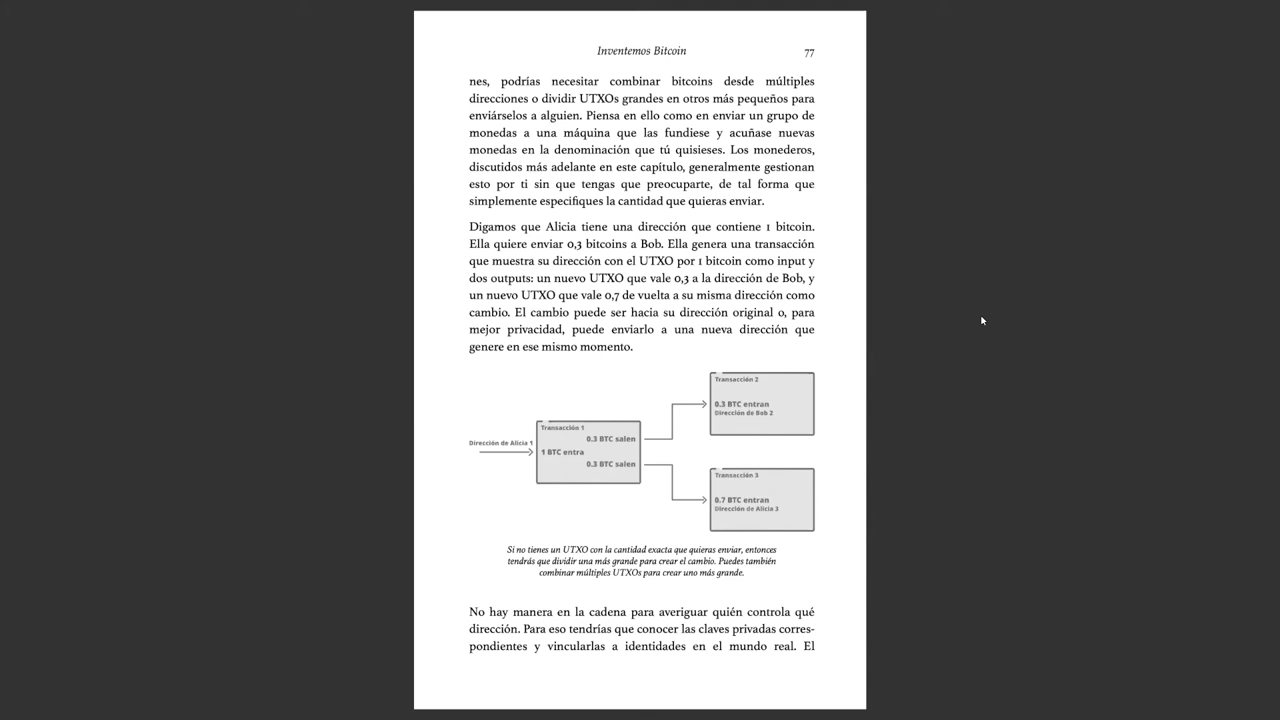 Inventemos Bitcoin 77
nes, podrías necesitar combinar bitcoins desde múltiples
direcciones o dividir UTXOs grandes en otros más pequeños para
enviárselos a alguien. Piensa en ello como en enviar un grupo de
monedas a una máquina que las fundiese y acuñase nuevas
monedas en la denominación que tú quisieses. Los monederos,
discutidos más adelante en este capítulo, generalmente gestionan
esto por ti sin que tengas que preocuparte, de tal forma que
simplemente especifiques la cantidad que quieras enviar.
Digamos que Alicia tiene una dirección que contiene 1 bitcoin.
Ella quiere enviar 0,3 bitcoins a Bob. Ella genera una transacción
que muestra su dirección con el UTXO por 1 bitcoin como input y
dos outputs: un nuevo UTXO que vale 0,3 a la dirección de Bob, y
un nuevo UTXO que vale 0,7 de vuelta a su misma dirección como
cambio. El cambio puede ser hacia su dirección original o, para
mejor privacidad, puede enviarlo a una nueva dirección que
genere en ese mismo momento.
Dirección de Alicia 1
Transacción 1
0.3 BTC salen
1 BTC entra
0.3 BTC salen
Transacción 2
0.3 BTC entran
Dirección de Bob 2
Transacción 3
0.7 BTC entran
Dirección de Alicia 3
Si no tienes un UTXO con la cantidad exacta que quieras enviar, entonces
tendrás que dividir una más grande para crear el cambio. Puedes también
combinar múltiples UTXOs para crear uno más grande.
No hay manera en la cadena para averiguar quién controla qué
dirección. Para eso tendrías que conocer las claves privadas corres-
pondientes y vincularlas a identidades en el mundo real. El